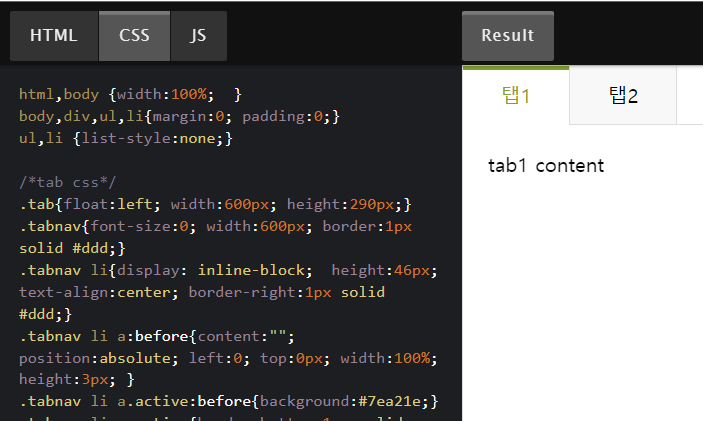 HTML CSS JS Result
html,body {width:100%;  }
body,div,ul,li{margin:0; padding:0;}
ul,li {list-style:none;}
/*tab css*/
.tab{float:left; width:600px; height:290px;}
.tabnav{font-size:0; width:600px; border:1px
solid #ddd;}
.tabnav li{display: inline-block;  height:46px;
text-align:center; border-right:1px solid
#ddd;}
.tabnav li a:before{content:"";
position:absolute; left:0; top:0px; width:100%;
height:3px; }
.tabnav li a.active:before{background:#7ea21e;}
탭1 탭2
tab1 content